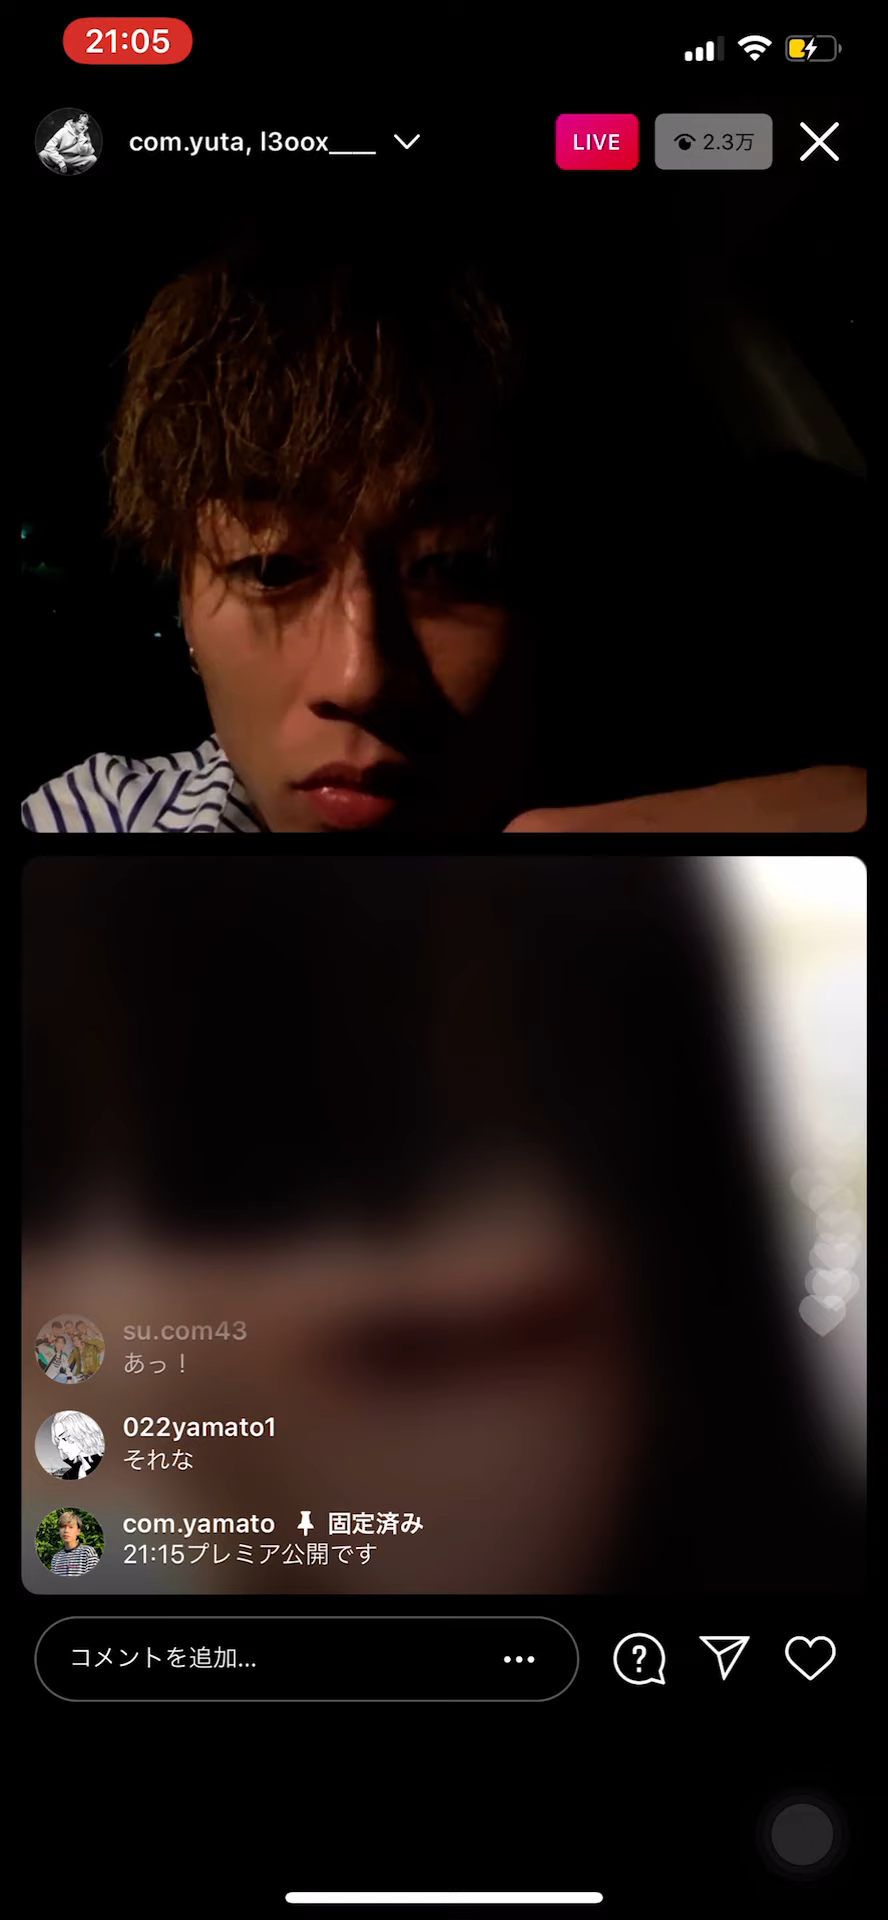 21:05
com.yuta, l3oox___
LIVE
2.3万
su.com43
あっ！
022yamato1
それな
com.yamato 固定済み
21:15プレミア公開です
コメントを追加...